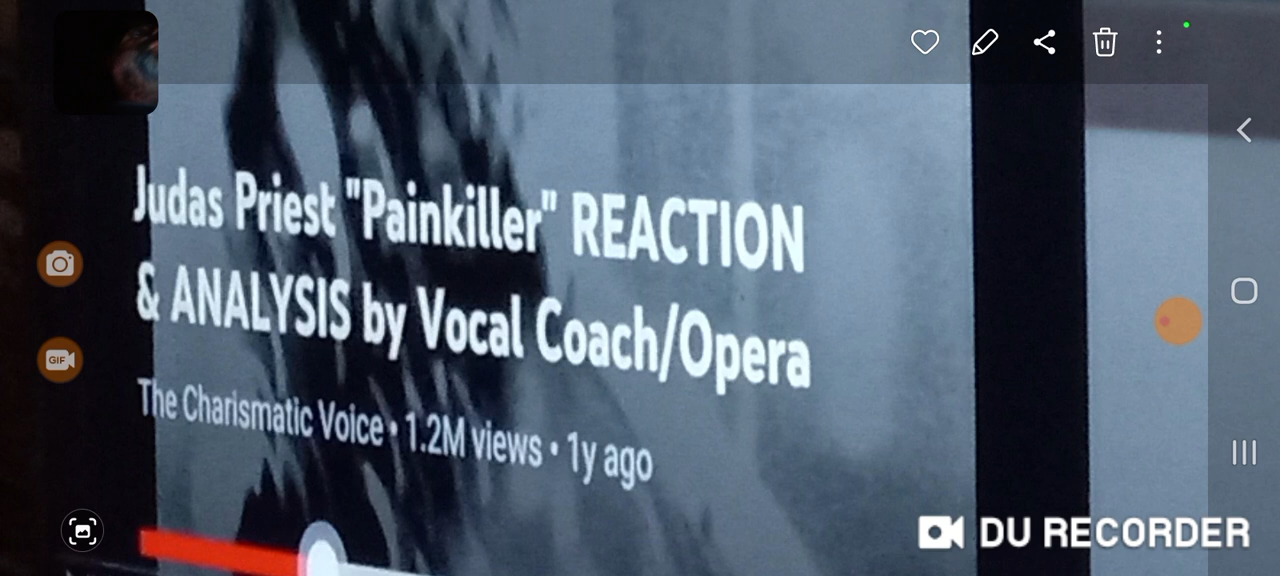 Judas Priest "Painkiller" REACTION
& ANALYSIS by Vocal Coach/Opera
The Charismatic Voice • 1.2M views • 1y ago
GIF
DU RECORDER